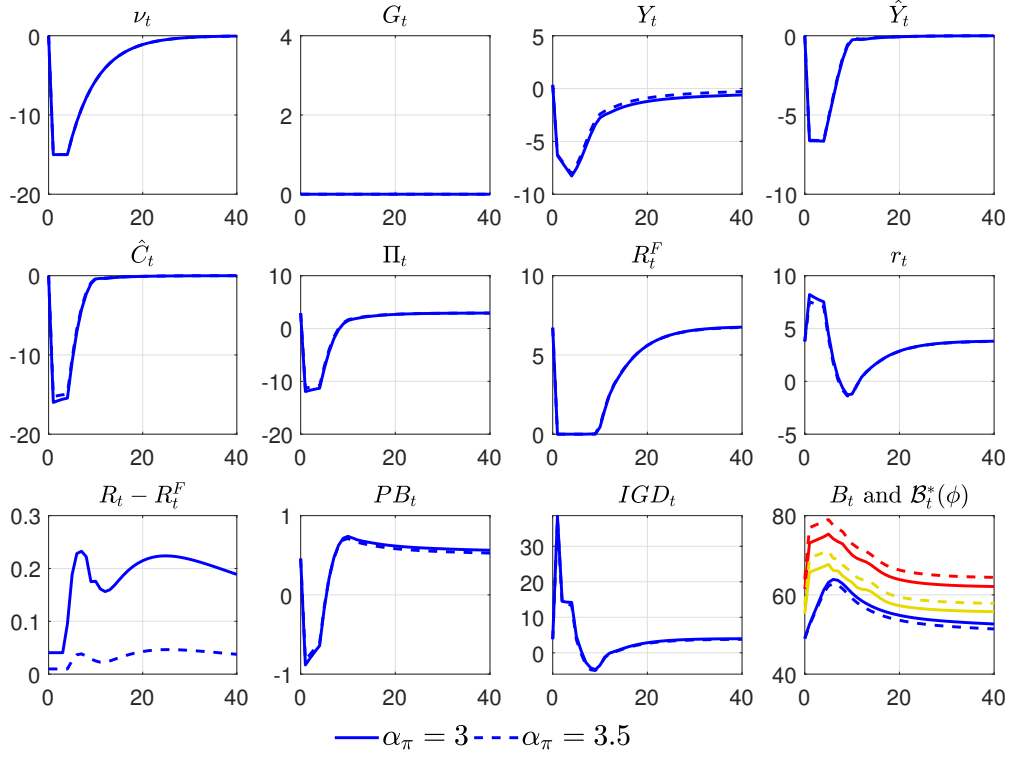 ν_t G_t Y_t Ŷ_t
0 4 5 0
-10 2 0 -5
-20 0 -5 -10
-10
0 20 40 0 20 40 0 20 40 0 20 40
Ĉ_t Π_t R_t^F r_t
0 10 10 10
-10 0 5 5
-20 -10 0 0
-20 -5
0 20 40 0 20 40 0 20 40 0 20 40
R_t − R_t^F PB_t IGD_t B_t and 𝓑_t^*(ϕ)
0.3 1 30 80
0.2 0 20 60
0.1 -1 10 40
0 0
0 20 40 0 20 40 0 20 40 0 20 40
α_π = 3 α_π = 3.5